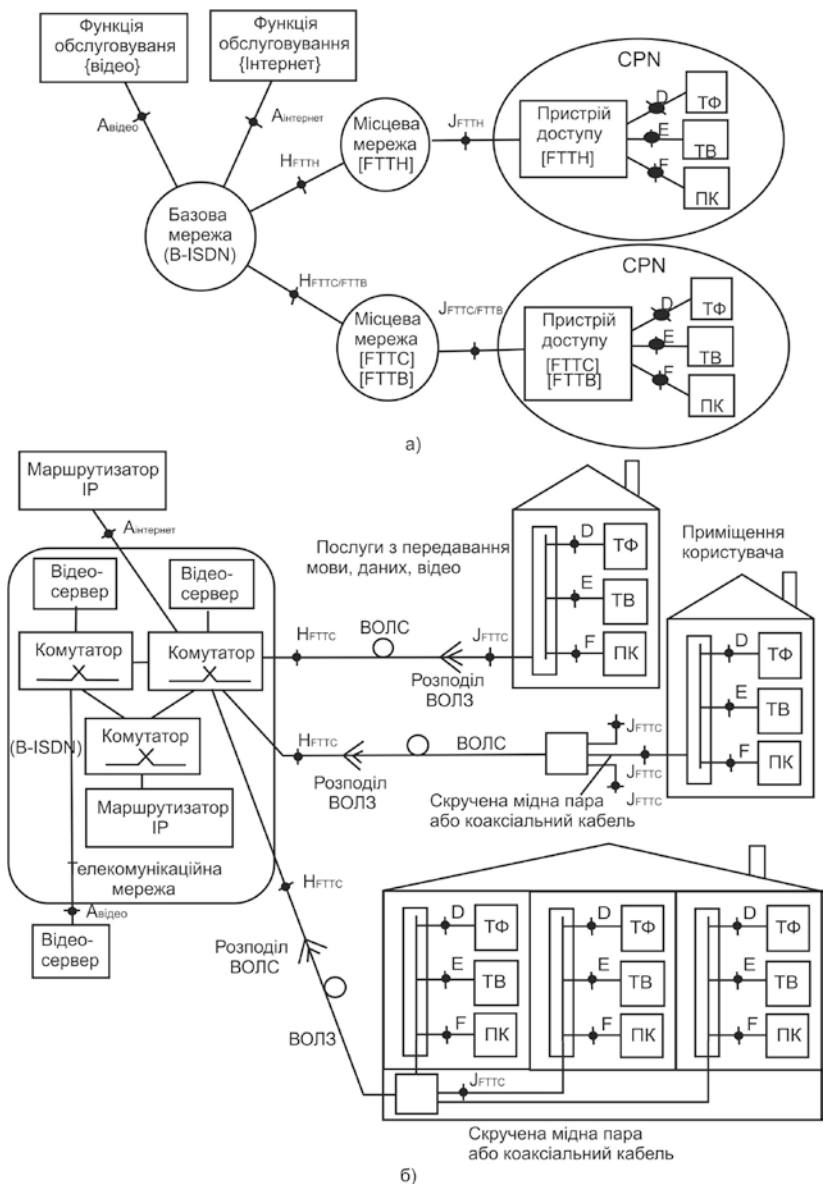 Функція
обслуговуваня
{відео}
Функція
обслуговування
{Інтернет}
Aвідео
Aінтернет
Базова
мережа
(B-ISDN)
HFTTH
Місцева
мережа
[FTTH]
JFTTH
CPN
Пристрій
доступу
[FTTH]
D
ТФ
E
ТВ
F
ПК
HFTTC/FTTB
Місцева
мережа
[FTTC]
[FTTB]
JFTTC/FTTB
CPN
Пристрій
доступу
[FTTC]
[FTTB]
D
ТФ
E
ТВ
F
ПК
а)
Маршрутизатор
IP
Aінтернет
Відео-
сервер
Відео-
сервер
Комутатор
Комутатор
(B-ISDN)
Комутатор
Маршрутизатор
IP
Телекомунікаційна
мережа
Aвідео
Відео-
сервер
Послуги з передавання
мови, даних, відео
HFTTC
ВОЛС
JFTTC
Розподіл
ВОЛЗ
D
ТФ
E
ТВ
F
ПК
Приміщення
користувача
HFTTC
ВОЛС
Розподіл
ВОЛЗ
JFTTC
JFTTC
JFTTC
Скручена мідна пара
або коаксіальний кабель
D
ТФ
E
ТВ
F
ПК
HFTTC
Розподіл
ВОЛС
ВОЛЗ
D
ТФ
E
ТВ
F
ПК
D
ТФ
E
ТВ
F
ПК
D
ТФ
E
ТВ
F
ПК
JFTTC
Скручена мідна пара
або коаксіальний кабель
б)